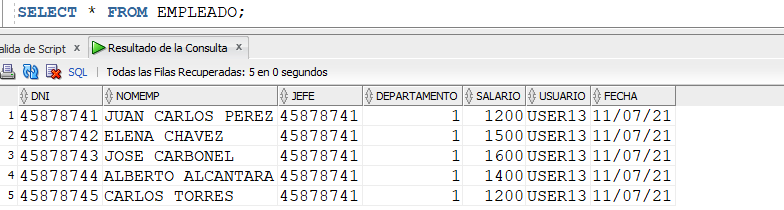 SELECT * FROM EMPLEADO;
alida de Script x Resultado de la Consulta x
SQL | Todas las Filas Recuperadas: 5 en 0 segundos
DNI NOMEMP JEFE DEPARTAMENTO SALARIO USUARIO FECHA
1 45878741 JUAN CARLOS PEREZ 45878741 1 1200 USER13 11/07/21
2 45878742 ELENA CHAVEZ 45878741 1 1500 USER13 11/07/21
3 45878743 JOSE CARBONEL 45878741 1 1600 USER13 11/07/21
4 45878744 ALBERTO ALCANTARA 45878741 1 1400 USER13 11/07/21
5 45878745 CARLOS TORRES 45878741 1 1200 USER13 11/07/21